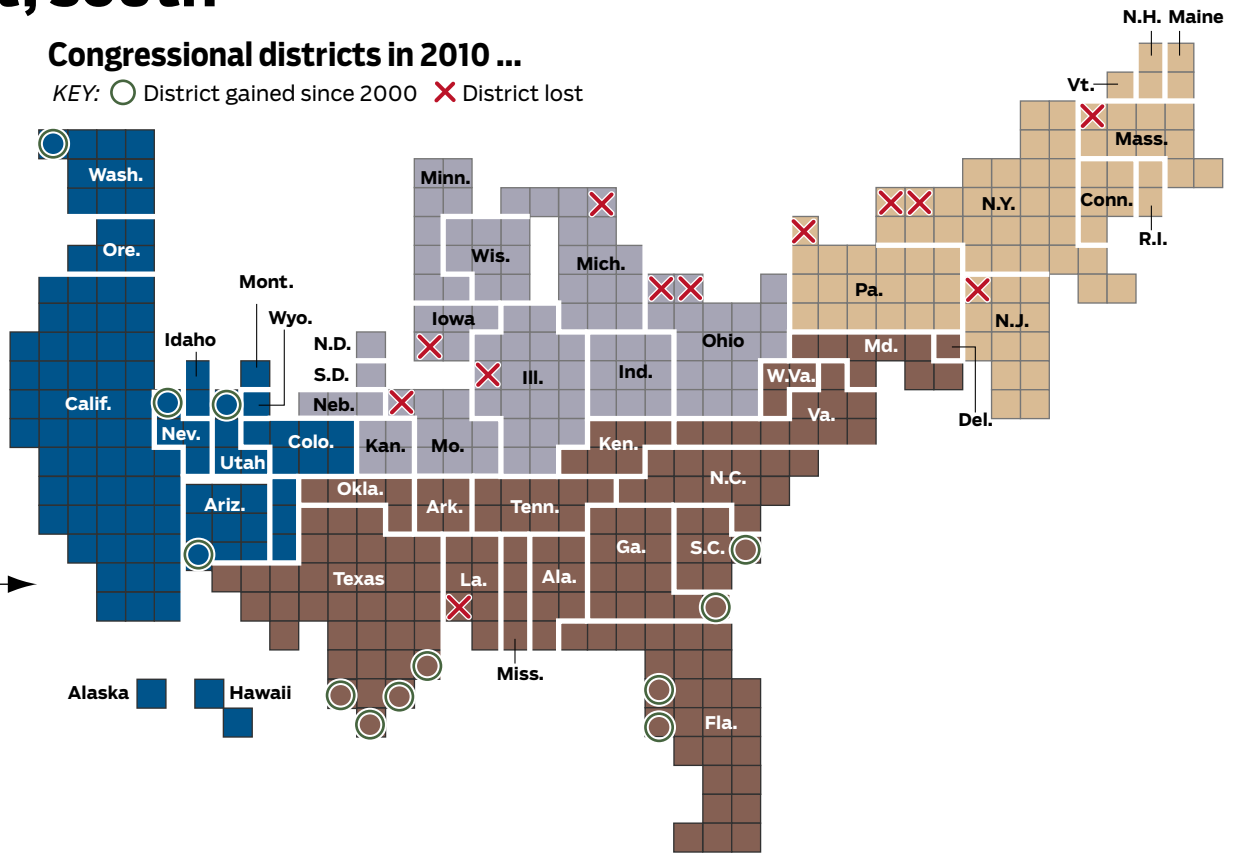 t, South
Congressional districts in 2010 ...
KEY: District gained since 2000 District lost
N.H. Maine
Vt.
Mass.
Wash.
Minn.
N.Y.
Conn.
R.I.
Ore.
Wis.
Mich.
Mont.
Pa.
Wyo.
Iowa
N.J.
Idaho
N.D.
Ohio
Md.
S.D.
Ill.
Ind.
W.Va.
Calif.
Neb.
Va.
Del.
Nev.
Colo.
Kan.
Mo.
Ken.
Utah
Okla.
N.C.
Ariz.
Ark.
Tenn.
Ga.
S.C.
Texas
La.
Ala.
Miss.
Alaska
Hawaii
Fla.